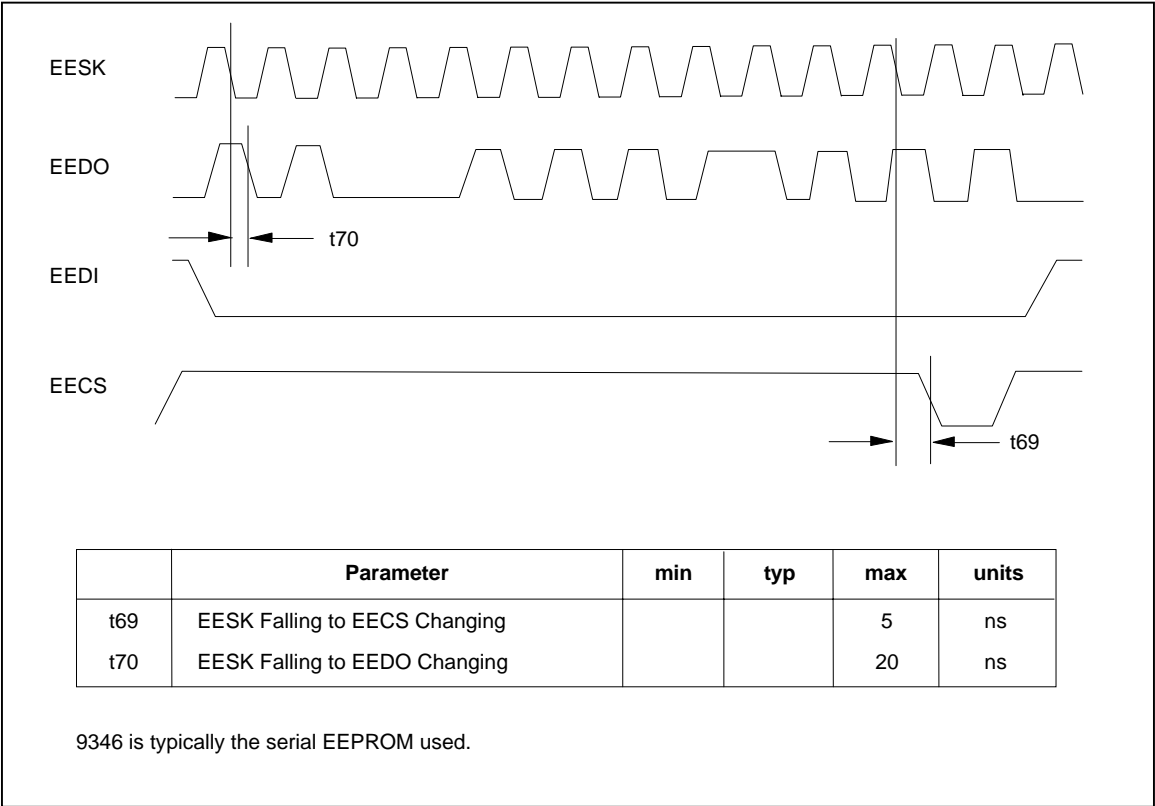 EESK
EEDO
t70
EEDI
EECS
t69
Parameter min typ max units
t69 EESK Falling to EECS Changing 5 ns
t70 EESK Falling to EEDO Changing 20 ns
9346 is typically the serial EEPROM used.